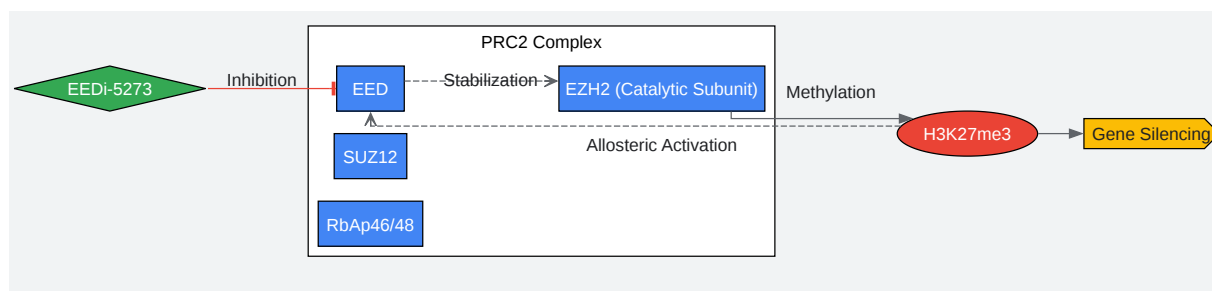 PRC2 Complex
EEDi-5273
Inhibition
EED
Stabilization
EZH2 (Catalytic Subunit)
Methylation
SUZ12
Allosteric Activation
H3K27me3
Gene Silencing
RbAp46/48